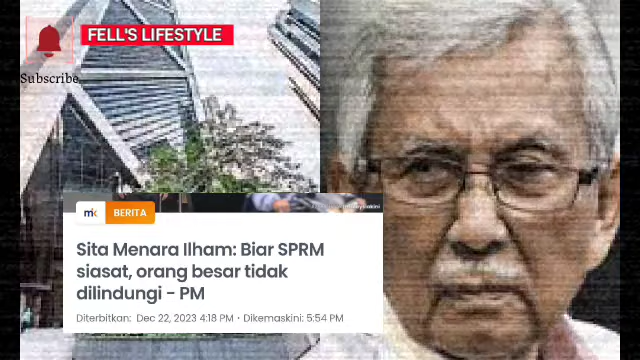 FELL'S LIFESTYLE
Subscribe
mk BERITA
Sita Menara Ilham: Biar SPRM
siasat, orang besar tidak
dilindungi - PM
Diterbitkan: Dec 22, 2023 4:18 PM · Dikemaskini: 5:54 PM